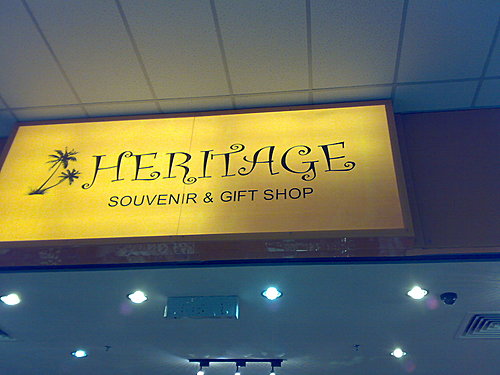 HERITAGE
SOUVENIR & GIFT SHOP